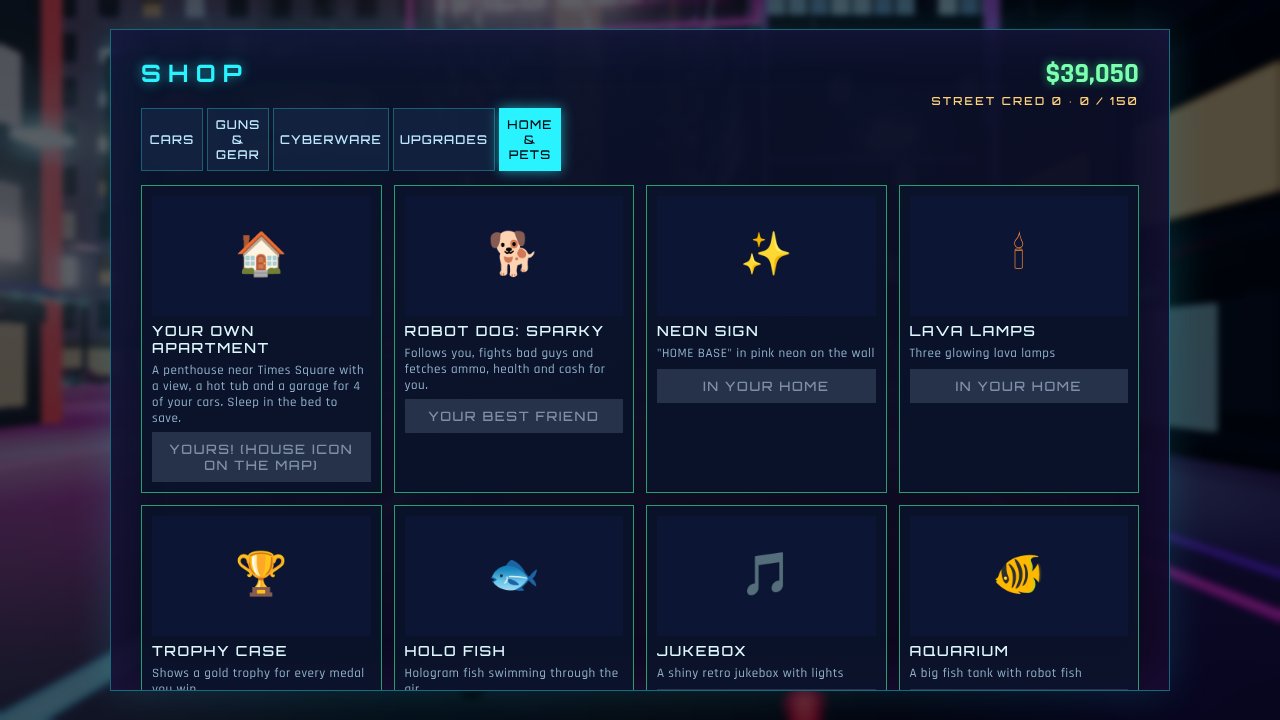 SHOP
$39,050
STREET CRED 0 · 0 / 150
CARS
GUNS
&
GEAR
CYBERWARE
UPGRADES
HOME
&
PETS
YOUR OWN
APARTMENT
A penthouse near Times Square with
a view, a hot tub and a garage for 4
of your cars. Sleep in the bed to
save.
YOURS! (HOUSE ICON
ON THE MAP)
ROBOT DOG: SPARKY
Follows you, fights bad guys and
fetches ammo, health and cash for
you.
YOUR BEST FRIEND
NEON SIGN
"HOME BASE" in pink neon on the wall
IN YOUR HOME
LAVA LAMPS
Three glowing lava lamps
IN YOUR HOME
TROPHY CASE
Shows a gold trophy for every medal
you win
HOLO FISH
Hologram fish swimming through the
air
JUKEBOX
A shiny retro jukebox with lights
AQUARIUM
A big fish tank with robot fish